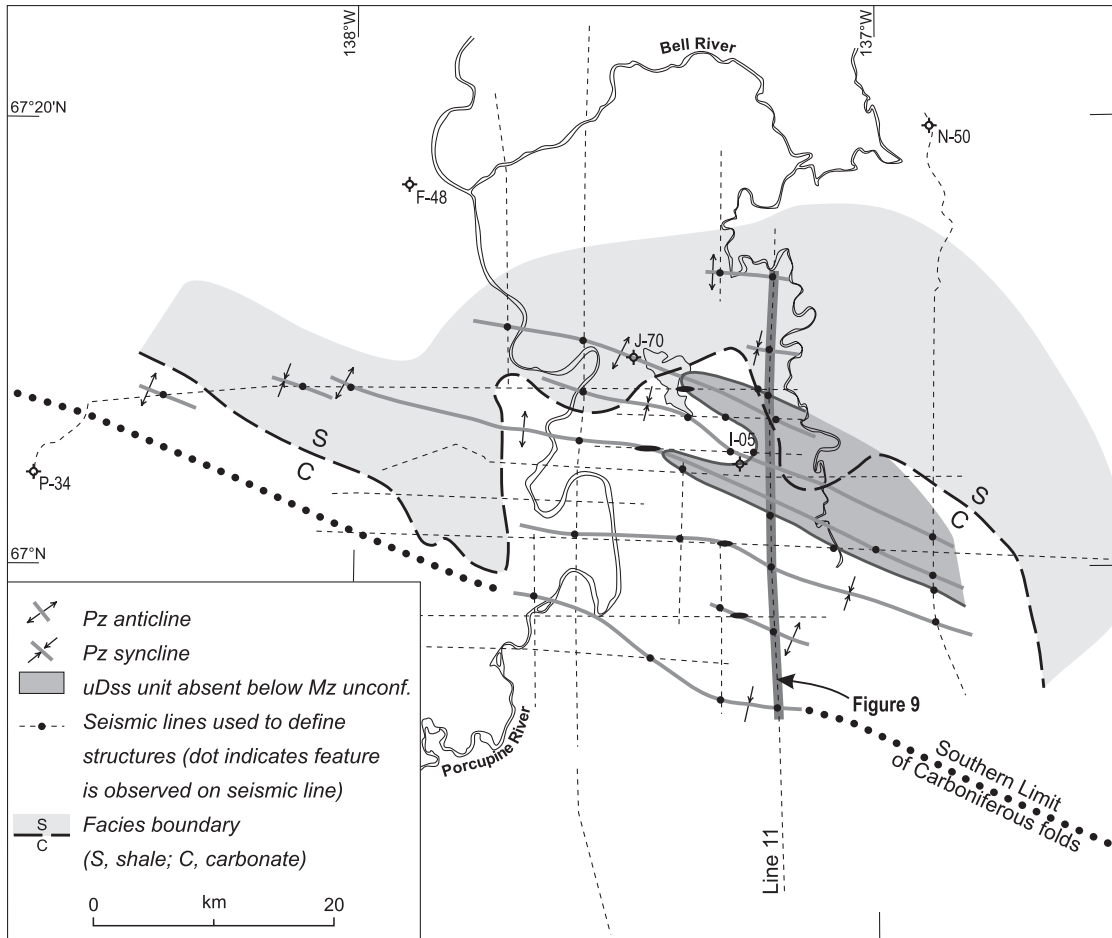 138°W
137°W
Bell River
67°20'N
N-50
F-48
J-70
I-05
S
C
P-34
S
C
67°N
Pz anticline
Pz syncline
uDss unit absent below Mz unconf.
Seismic lines used to define
structures (dot indicates feature
is observed on seismic line)
S
C
Facies boundary
(S, shale; C, carbonate)
0
km
20
Porcupine River
Figure 9
Line 11
Southern Limit
of Carboniferous folds